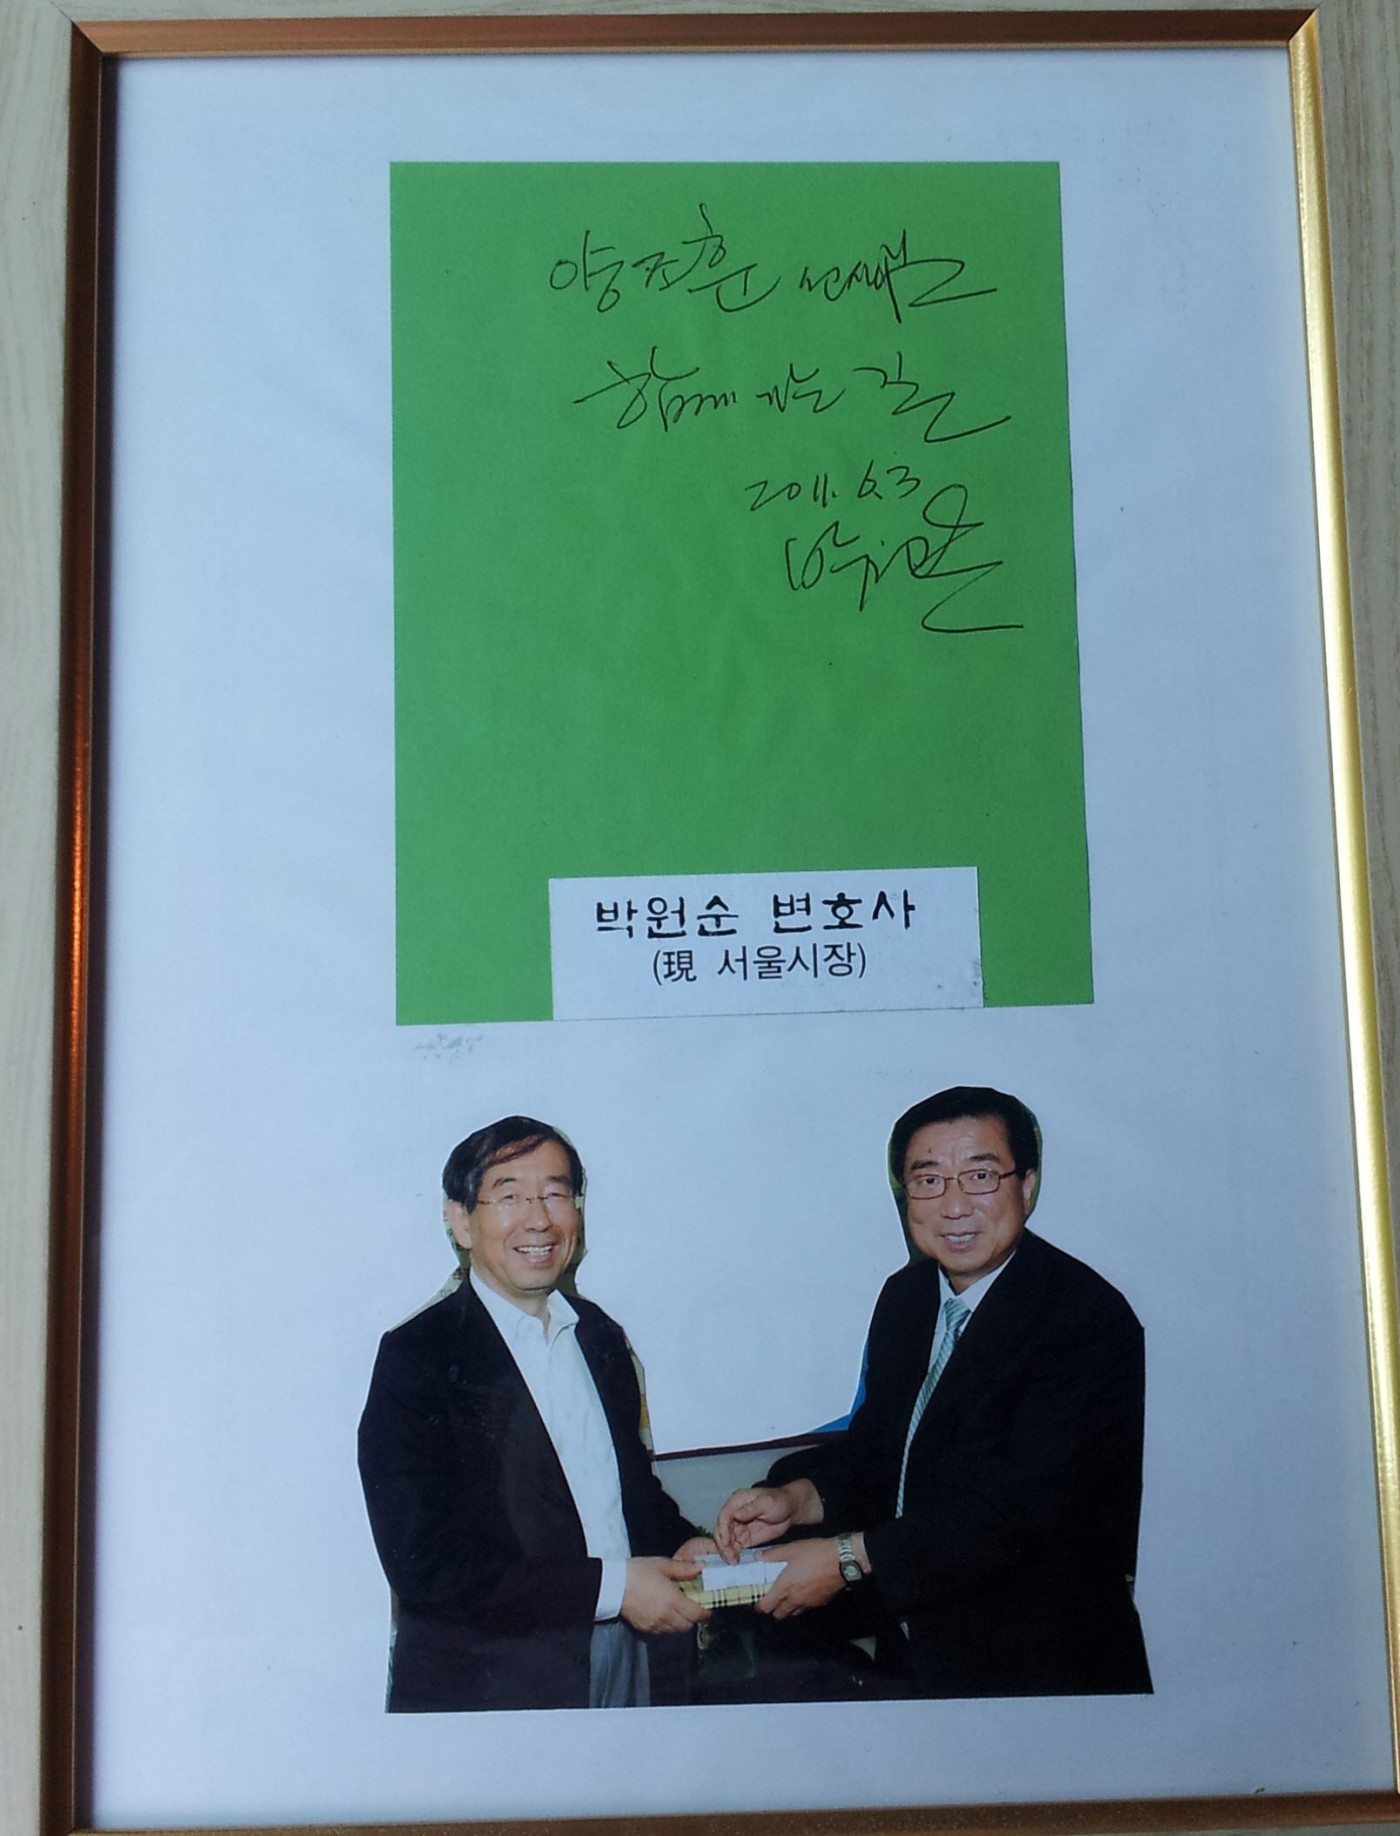 양조훈 선생님
함께 가는 길
2011. 6.3
박원순
박원순 변호사
(現 서울시장)